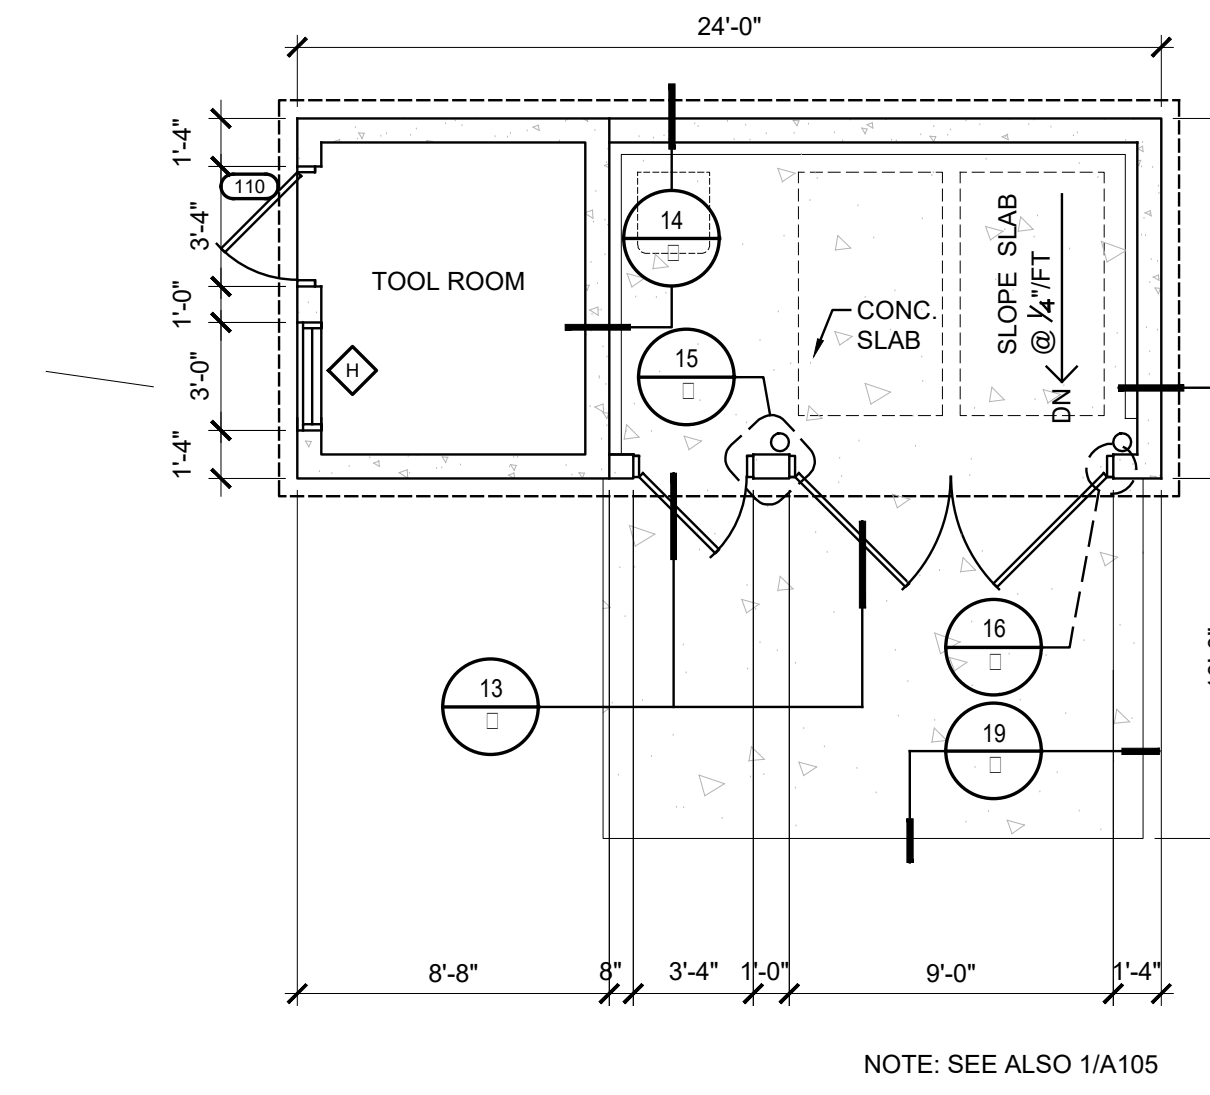 24'-0"
1'-4"
110
3'-4"
14
TOOL ROOM
SLOPE SLAB
@ ¼"/FT
1'-0"
CONC.
SLAB
15
3'-0"
H
DN
1'-4"
16
13
19
8'-8"
8"
3'-4"
1'-0"
9'-0"
1'-4"
NOTE: SEE ALSO 1/A105